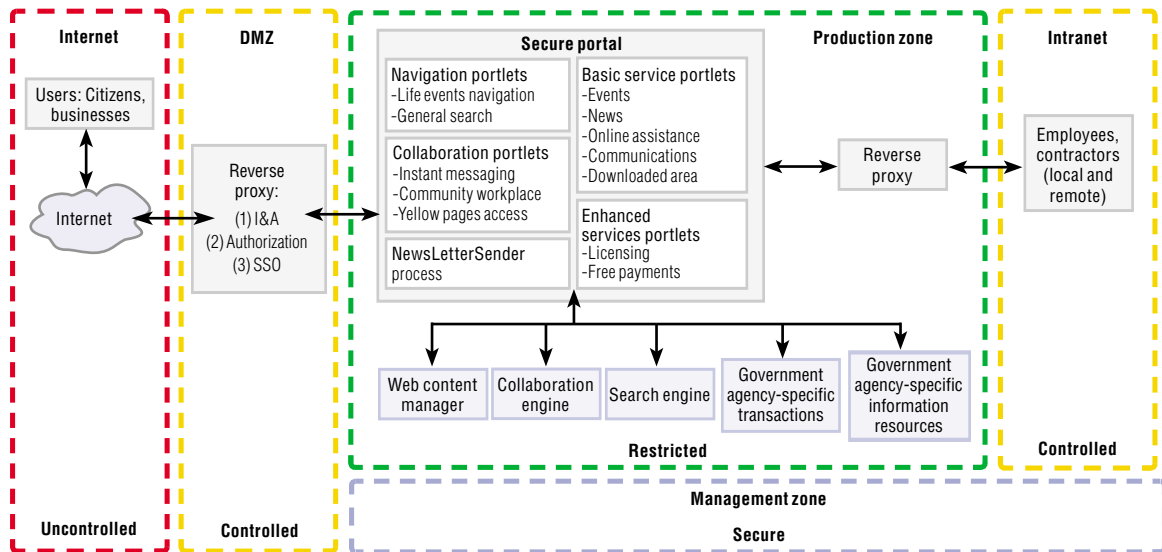 Internet
Users: Citizens,
businesses
Internet
Uncontrolled
DMZ
Reverse
proxy:
(1) I&A
(2) Authorization
(3) SSO
Controlled
Production zone
Secure portal
Navigation portlets
-Life events navigation
-General search
Collaboration portlets
-Instant messaging
-Community workplace
-Yellow pages access
NewsLetterSender
process
Basic service portlets
-Events
-News
-Online assistance
-Communications
-Downloaded area
Enhanced
services portlets
-Licensing
-Free payments
Reverse
proxy
Web content
manager
Collaboration
engine
Search engine
Government
agency-specific
transactions
Government
agency-specific
information
resources
Restricted
Intranet
Employees,
contractors
(local and
remote)
Controlled
Management zone
Secure